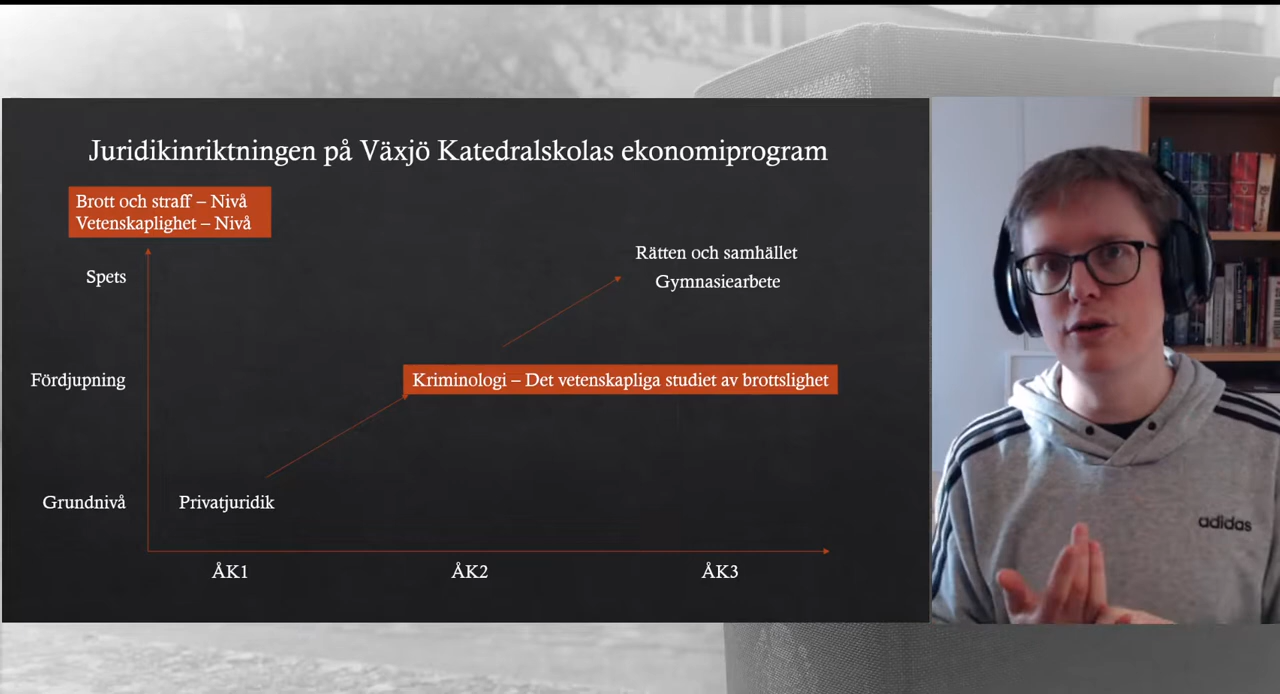 Juridikinriktningen på Växjö Katedralskolas ekonomiprogram
Brott och straff – Nivå
Vetenskaplighet – Nivå
Spets
Rätten och samhället
Gymnasiearbete
Fördjupning
Kriminologi – Det vetenskapliga studiet av brottslighet
Grundnivå
Privatjuridik
ÅK1
ÅK2
ÅK3
adidas